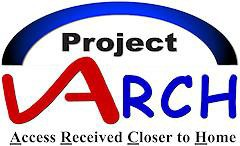 Project
VARCH
Access Received Closer to Home